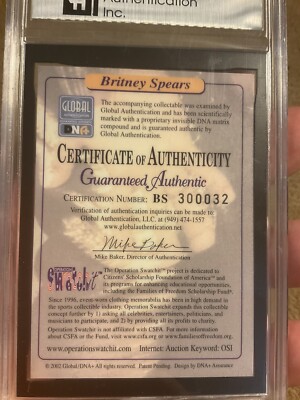 Authentication
Inc.
Britney Spears
GLOBAL
DNA
The accompanying collectable was examined by
Global Authentication and has been scientifically
marked with a proprietary invisible DNA matrix
compound and is guaranteed authentic by
Global Authentication.
CERTIFICATE OF AUTHENTICITY
Guaranteed Authentic
CERTIFICATION NUMBER: BS 300032
Verification of authentication inquiries can be made to
Global Authentication, LLC. at (949) 474-1557
www.globalauthentication.net
Mike Baker
Mike Baker, Director of Authentication
The Operation Swatchit™ project is dedicated to
Citizens' Scholarship Foundation of America™ and
its programs for enhancing educational opportunities,
including the Families of Freedom Scholarship Fund℠.
Since 1996, event-worn clothing memorabilia has been in high demand in
the sports collectible industry. Operation Swatchit expands this collectible
concept further by 1) asking all celebrities, entertainers, politicians, and
musicians to participate, and 2) by providing all its profits to charity.
Operation Swatchit is not affiliated with CSFA. For more information
about CSFA or the Fund, visit www.csfa.org or www.familiesoffreedom.org.
www.operationswatchit.com Internet: Auction Keyword: OSI
© 2002 Global/DNA+ All rights reserved. Patent Pending. Design by DNA+ Assurance